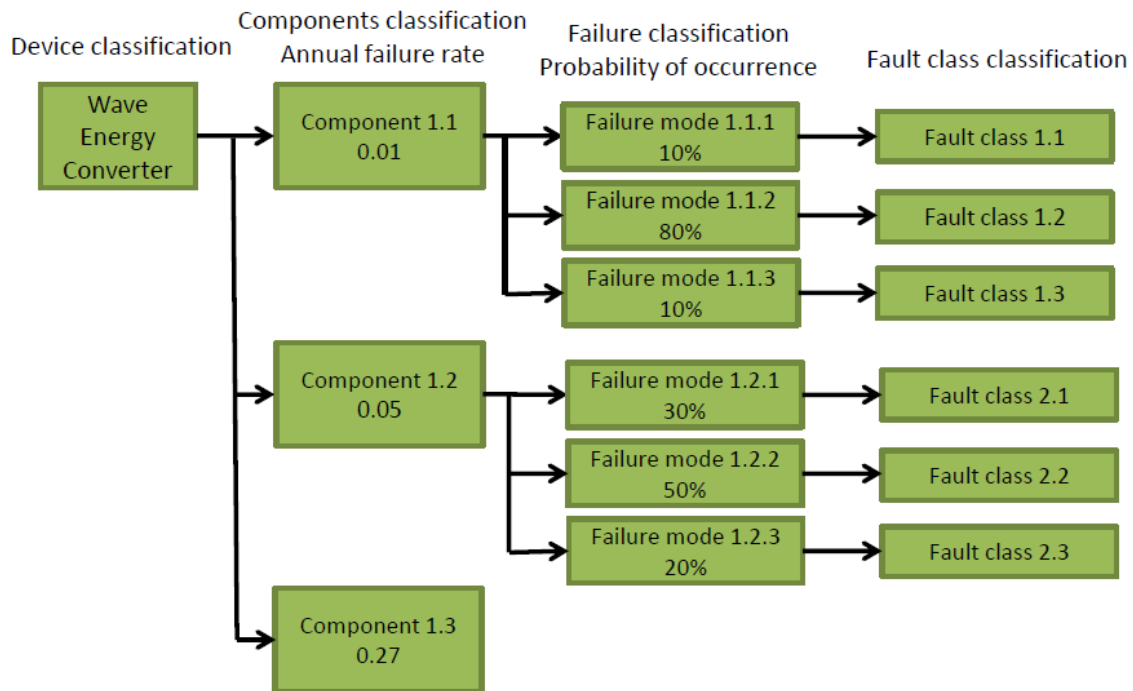 Device classification
Components classification
Annual failure rate
Failure classification
Probability of occurrence
Fault class classification
Wave
Energy
Converter
Component 1.1
0.01
Failure mode 1.1.1
10%
Fault class 1.1
Failure mode 1.1.2
80%
Fault class 1.2
Failure mode 1.1.3
10%
Fault class 1.3
Component 1.2
0.05
Failure mode 1.2.1
30%
Fault class 2.1
Failure mode 1.2.2
50%
Fault class 2.2
Failure mode 1.2.3
20%
Fault class 2.3
Component 1.3
0.27